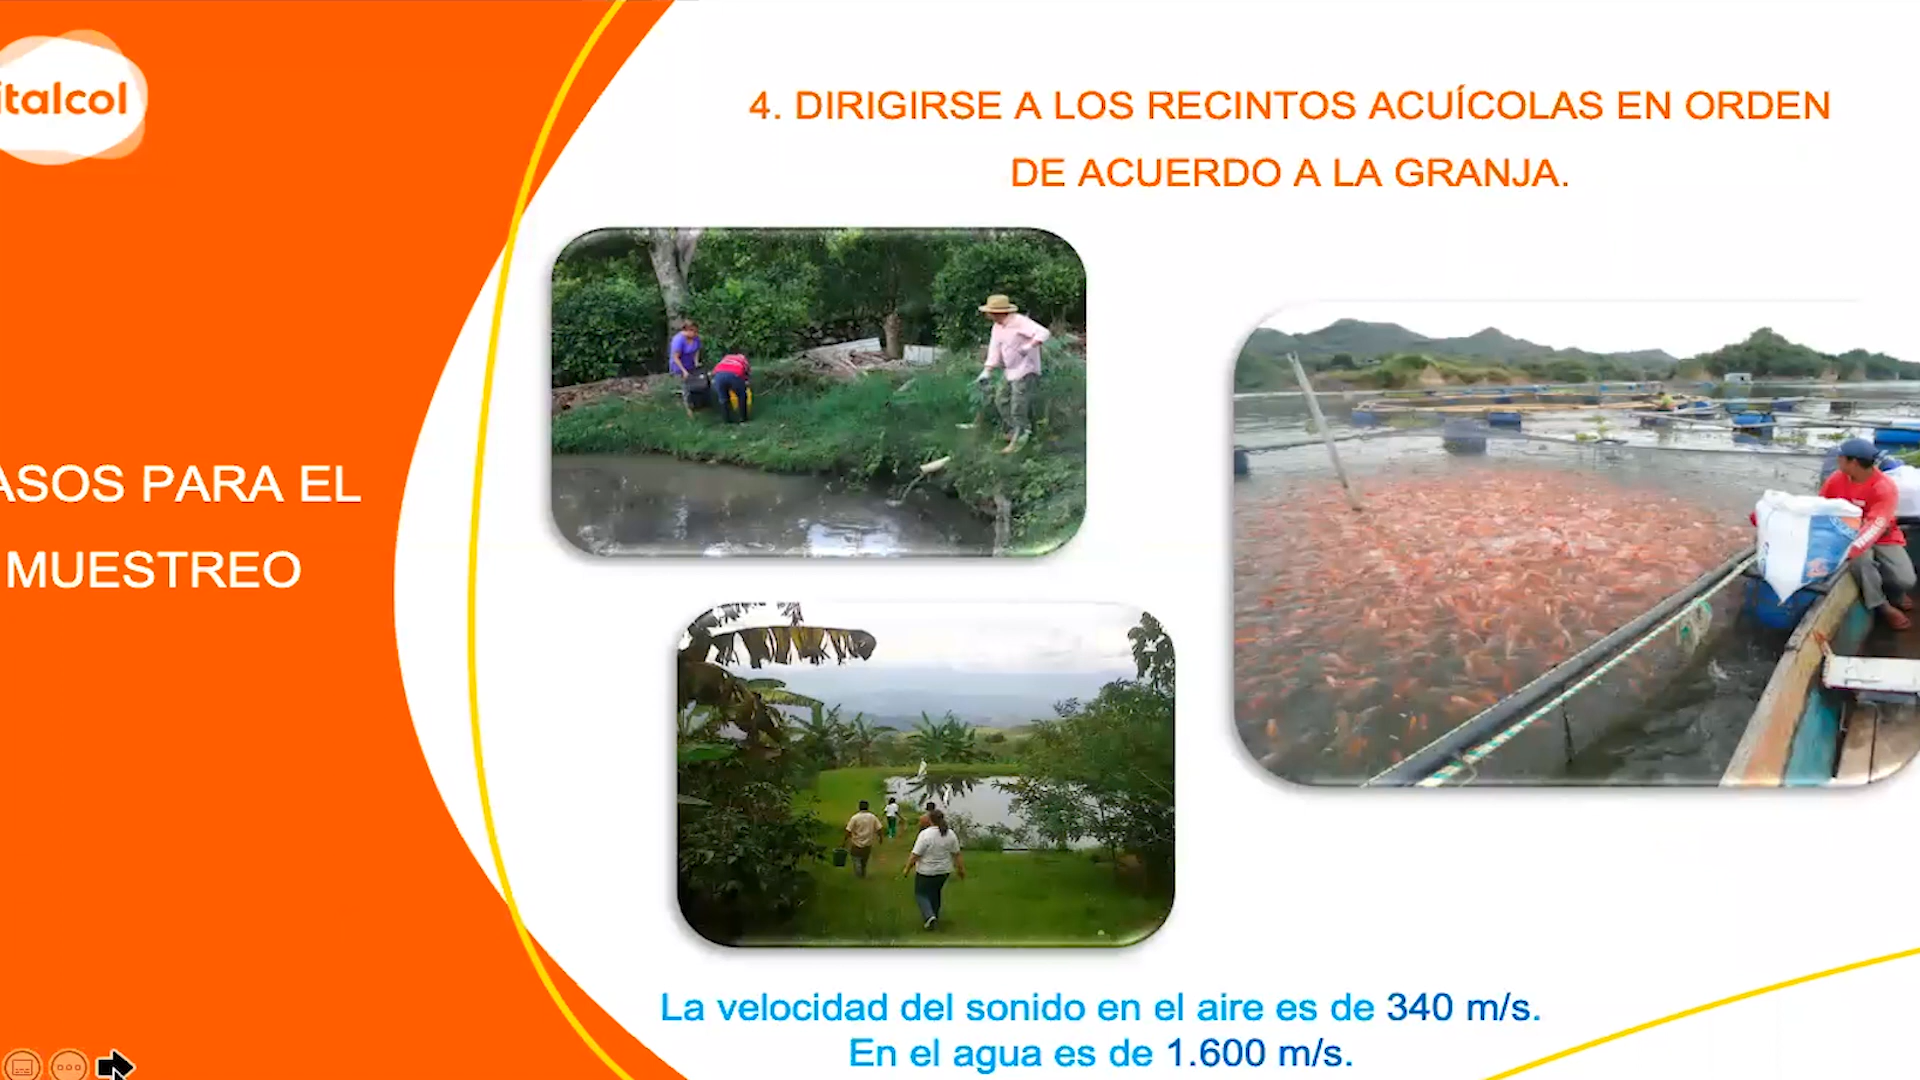 italcol
4. DIRIGIRSE A LOS RECINTOS ACUÍCOLAS EN ORDEN
DE ACUERDO A LA GRANJA.
ASOS PARA EL
MUESTREO
La velocidad del sonido en el aire es de 340 m/s.
En el agua es de 1.600 m/s.